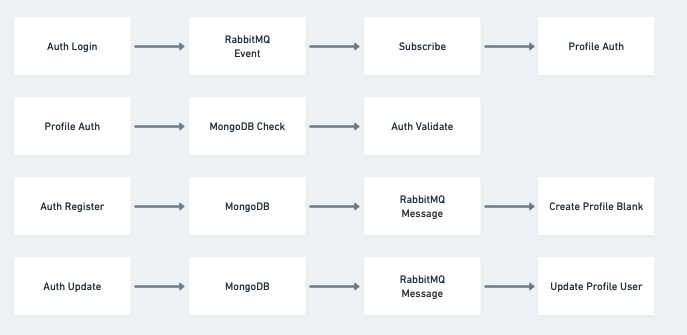 Auth Login
RabbitMQ
Event
Subscribe
Profile Auth
Profile Auth
MongoDB Check
Auth Validate
Auth Register
MongoDB
RabbitMQ
Message
Create Profile Blank
Auth Update
MongoDB
RabbitMQ
Message
Update Profile User